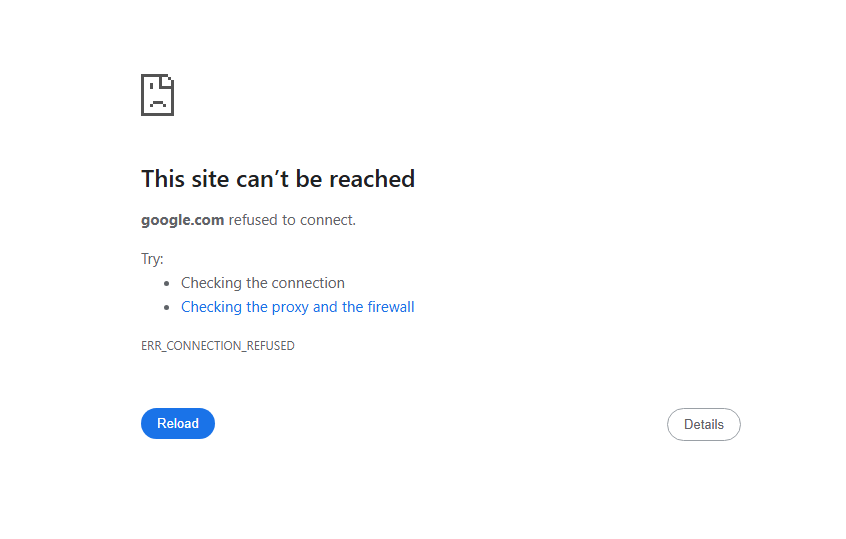 This site can’t be reached
google.com refused to connect.
Try:
Checking the connection
Checking the proxy and the firewall
ERR_CONNECTION_REFUSED
Reload
Details